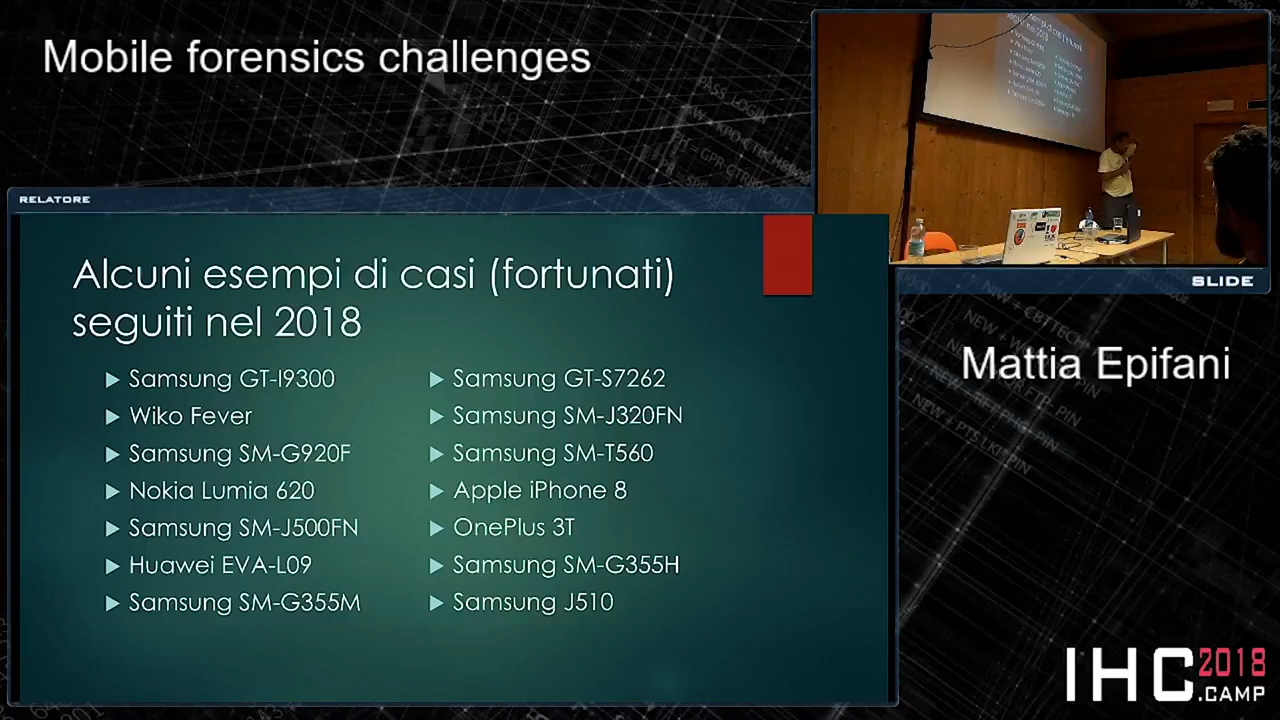 Mobile forensics challenges
RELATORE
Alcuni esempi di casi (fortunati)
seguiti nel 2018
Samsung GT-I9300
Wiko Fever
Samsung SM-G920F
Nokia Lumia 620
Samsung SM-J500FN
Huawei EVA-L09
Samsung SM-G355M
Samsung GT-S7262
Samsung SM-J320FN
Samsung SM-T560
Apple iPhone 8
OnePlus 3T
Samsung SM-G355H
Samsung J510
SLIDE
Mattia Epifani
IHC 2018
.CAMP